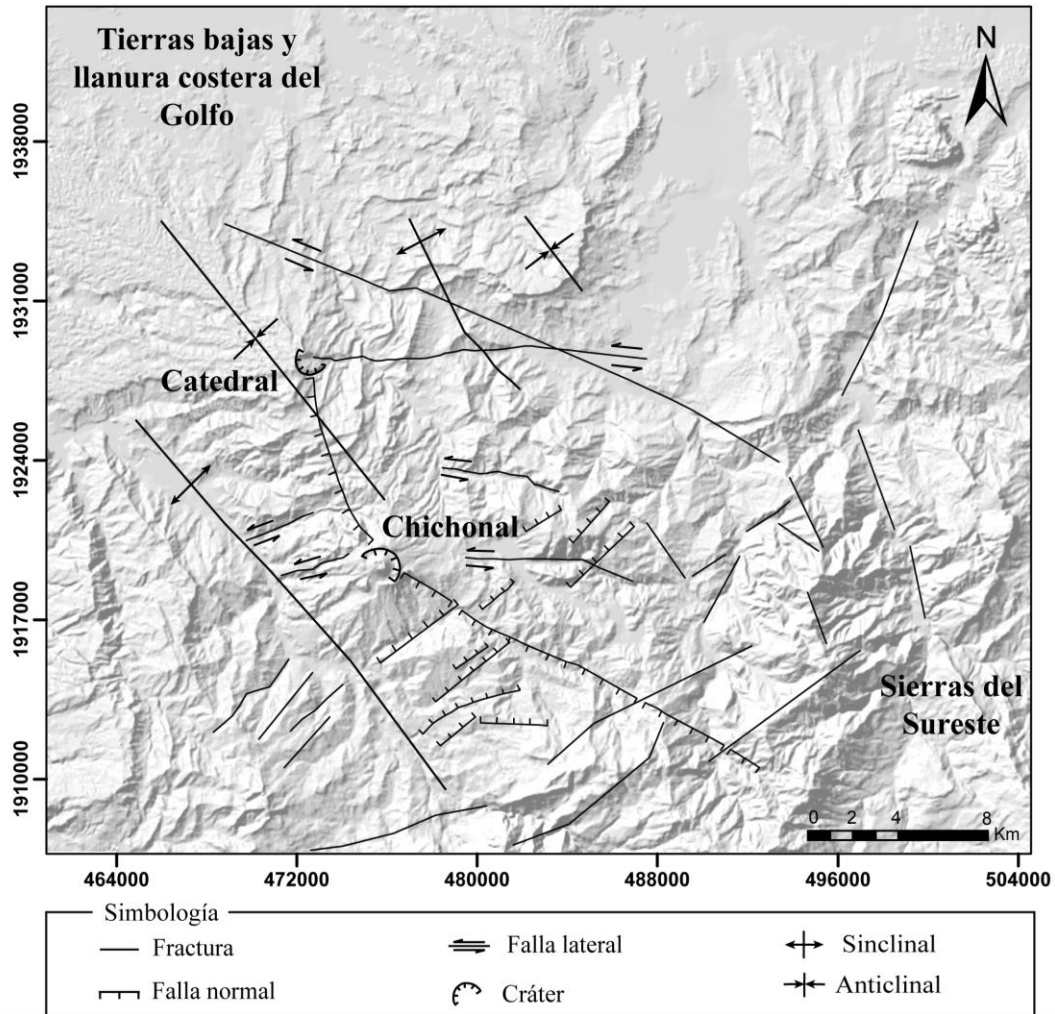 Tierras bajas y
llanura costera del
Golfo
N
1938000
1931000
Catedral
1924000
Chichonal
1917000
Sierras del
Sureste
1910000
0 2 4 8
Km
464000 472000 480000 488000 496000 504000
Simbología
Fractura
Falla lateral
Sinclinal
Falla normal
Cráter
Anticlinal